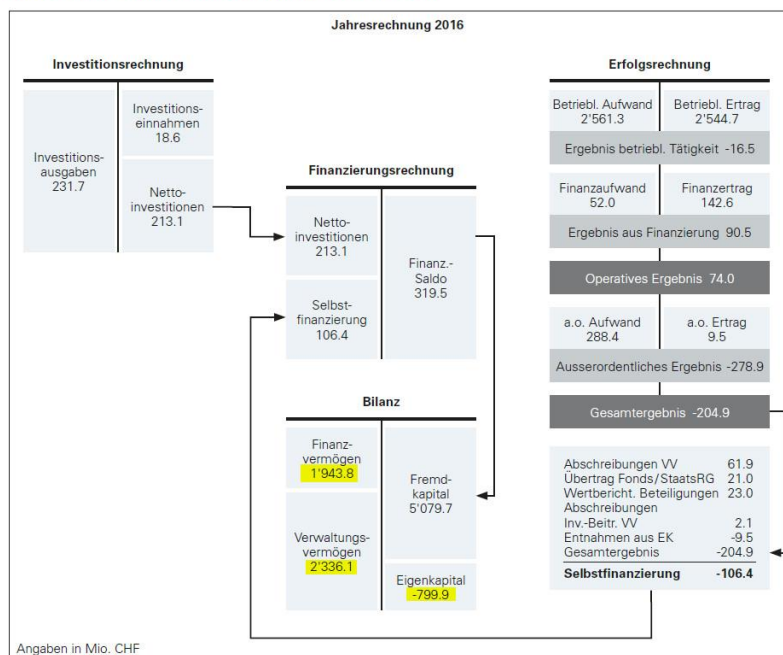 Jahresrechnung 2016
Investitionsrechnung
Investitions-
ausgaben
231.7
Investitions-
einnahmen
18.6
Netto-
investitionen
213.1
Finanzierungsrechnung
Netto-
investitionen
213.1
Selbst-
finanzierung
106.4
Finanz.-
Saldo
319.5
Bilanz
Finanz-
vermögen
1'943.8
Verwaltungs-
vermögen
2'336.1
Fremd-
kapital
5'079.7
Eigenkapital
-799.9
Erfolgsrechnung
Betriebl. Aufwand
2'561.3
Betriebl. Ertrag
2'544.7
Ergebnis betriebl. Tätigkeit -16.5
Finanzaufwand
52.0
Finanzertrag
142.6
Ergebnis aus Finanzierung 90.5
Operatives Ergebnis 74.0
a.o. Aufwand
288.4
a.o. Ertrag
9.5
Ausserordentliches Ergebnis -278.9
Gesamtergebnis -204.9
Abschreibungen VV 61.9
Übertrag Fonds/StaatsRG 21.0
Wertbericht. Beteiligungen 23.0
Abschreibungen
Inv.-Beitr. VV 2.1
Entnahmen aus EK -9.5
Gesamtergebnis -204.9
Selbstfinanzierung -106.4
Angaben in Mio. CHF